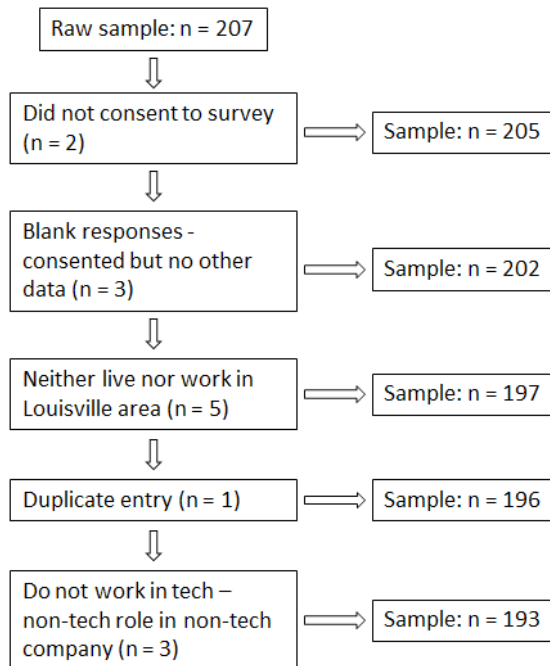 Raw sample: n = 207
Did not consent to survey
(n = 2)
Sample: n = 205
Blank responses -
consented but no other
data (n = 3)
Sample: n = 202
Neither live nor work in
Louisville area (n = 5)
Sample: n = 197
Duplicate entry (n = 1)
Sample: n = 196
Do not work in tech –
non-tech role in non-tech
company (n = 3)
Sample: n = 193